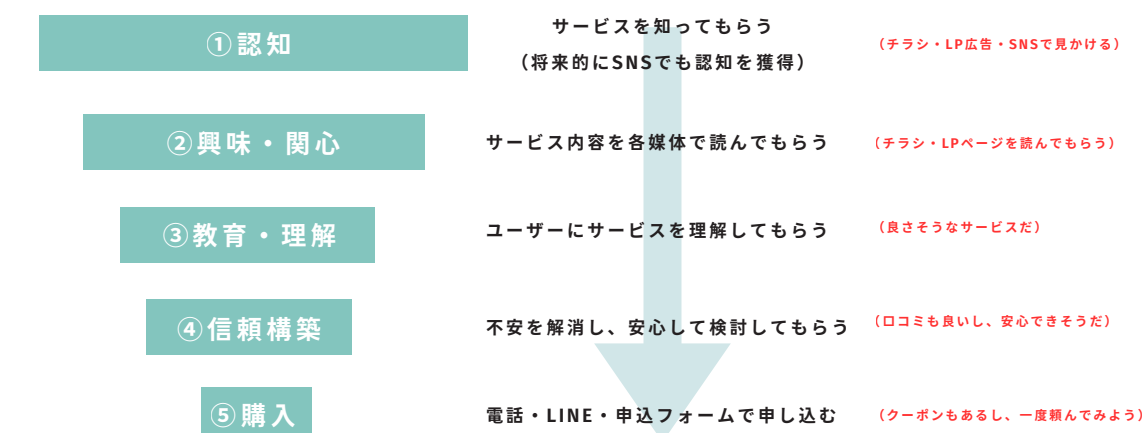 ①認知
サービスを知ってもらう
(将来的にSNSでも認知を獲得)
(チラシ・LP広告・SNSで見かける)
②興味・関心
サービス内容を各媒体で読んでもらう
(チラシ・LPページを読んでもらう)
③教育・理解
ユーザーにサービスを理解してもらう
(良さそうなサービスだ)
④信頼構築
不安を解消し、安心して検討してもらう
(口コミも良いし、安心できそうだ)
⑤購入
電話・LINE・申込フォームで申し込む
(クーポンもあるし、一度頼んでみよう)